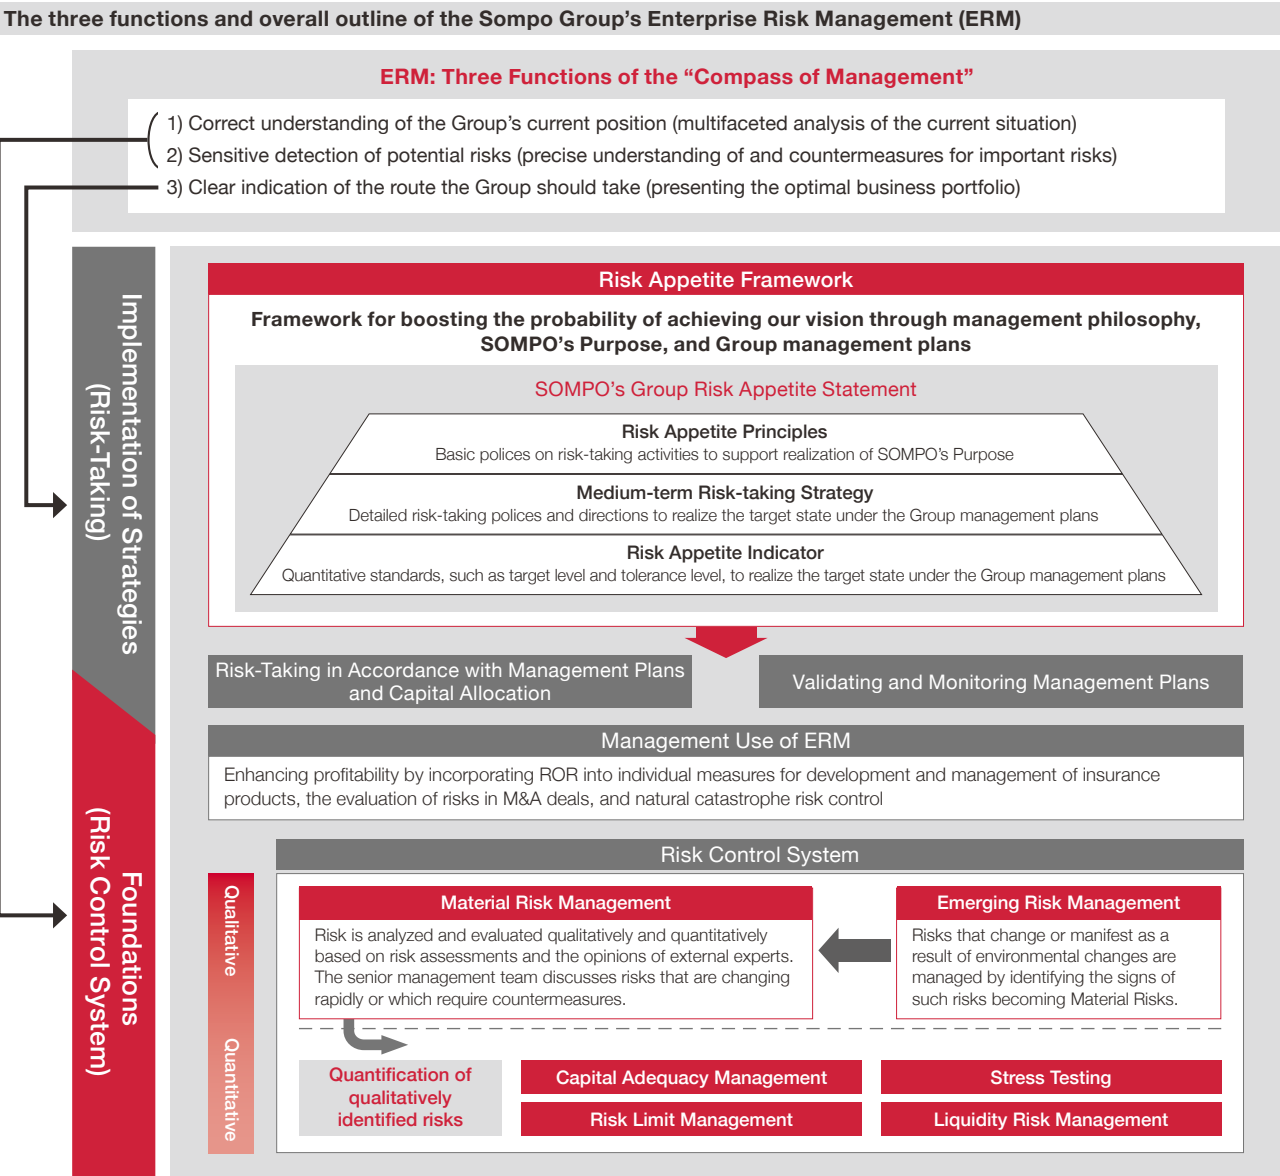 The three functions and overall outline of the Sompo Group’s Enterprise Risk Management (ERM)
ERM: Three Functions of the “Compass of Management”
1) Correct understanding of the Group’s current position (multifaceted analysis of the current situation)
2) Sensitive detection of potential risks (precise understanding of and countermeasures for important risks)
3) Clear indication of the route the Group should take (presenting the optimal business portfolio)
Implementation of Strategies
(Risk-Taking)
Risk Appetite Framework
Framework for boosting the probability of achieving our vision through management philosophy,
SOMPO’s Purpose, and Group management plans
SOMPO’s Group Risk Appetite Statement
Risk Appetite Principles
Basic polices on risk-taking activities to support realization of SOMPO’s Purpose
Medium-term Risk-taking Strategy
Detailed risk-taking polices and directions to realize the target state under the Group management plans
Risk Appetite Indicator
Quantitative standards, such as target level and tolerance level, to realize the target state under the Group management plans
Risk-Taking in Accordance with Management Plans
and Capital Allocation
Validating and Monitoring Management Plans
Management Use of ERM
Enhancing profitability by incorporating ROR into individual measures for development and management of insurance
products, the evaluation of risks in M&A deals, and natural catastrophe risk control
Foundations
(Risk Control System)
Risk Control System
Qualitative
Material Risk Management
Risk is analyzed and evaluated qualitatively and quantitatively
based on risk assessments and the opinions of external experts.
The senior management team discusses risks that are changing
rapidly or which require countermeasures.
Emerging Risk Management
Risks that change or manifest as a
result of environmental changes are
managed by identifying the signs of
such risks becoming Material Risks.
Quantitative
Quantification of
qualitatively
identified risks
Capital Adequacy Management
Stress Testing
Risk Limit Management
Liquidity Risk Management